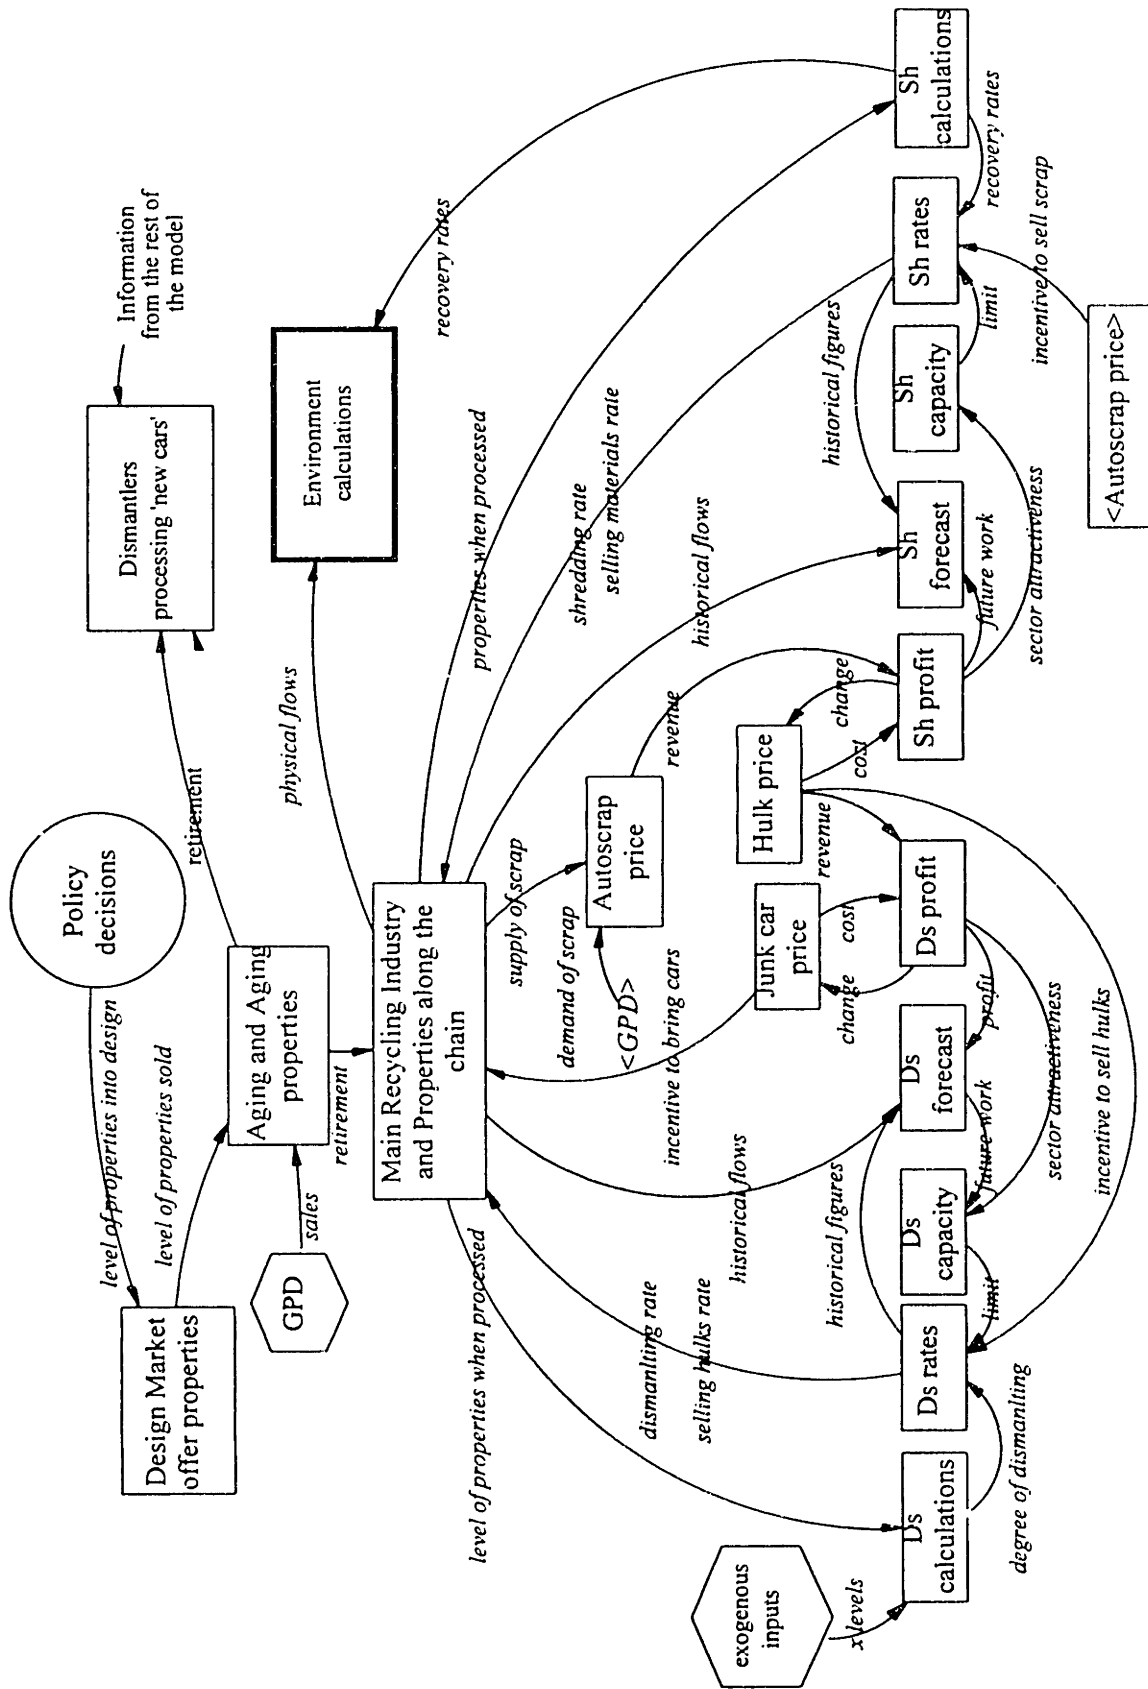 Policy
decisions
level of properties into design
Design Market
offer properties
level of properties sold
GPD
sales
Aging and Aging
properties
retirement
retirement
Dismantlers
processing 'new cars'
Information
from the rest of
the model
Main Recycling Industry
and Properties along the
chain
physical flows
Environment
calculations
recovery rates
level of properties when processed
dismanlting rate
selling hulks rate
historical flows
incentive to bring cars
<GPD>
demand of scrap
supply of scrap
Autoscrap
price
revenue
historical flows
shredding rate
selling materials rate
properties when processed
exogenous
inputs
x levels
Ds
calculations
degree of dismanlting
Ds rates
historical figures
limit
Ds
capacity
future work
Ds
forecast
profit
sector attractiveness
incentive to sell hulks
Junk car
price
change
cost
Ds profit
revenue
Hulk price
cost
change
Sh profit
future work
sector attractiveness
Sh
forecast
historical figures
Sh
capacity
limit
Sh rates
incentive to sell scrap
<Autoscrap price>
recovery rates
Sh
calculations